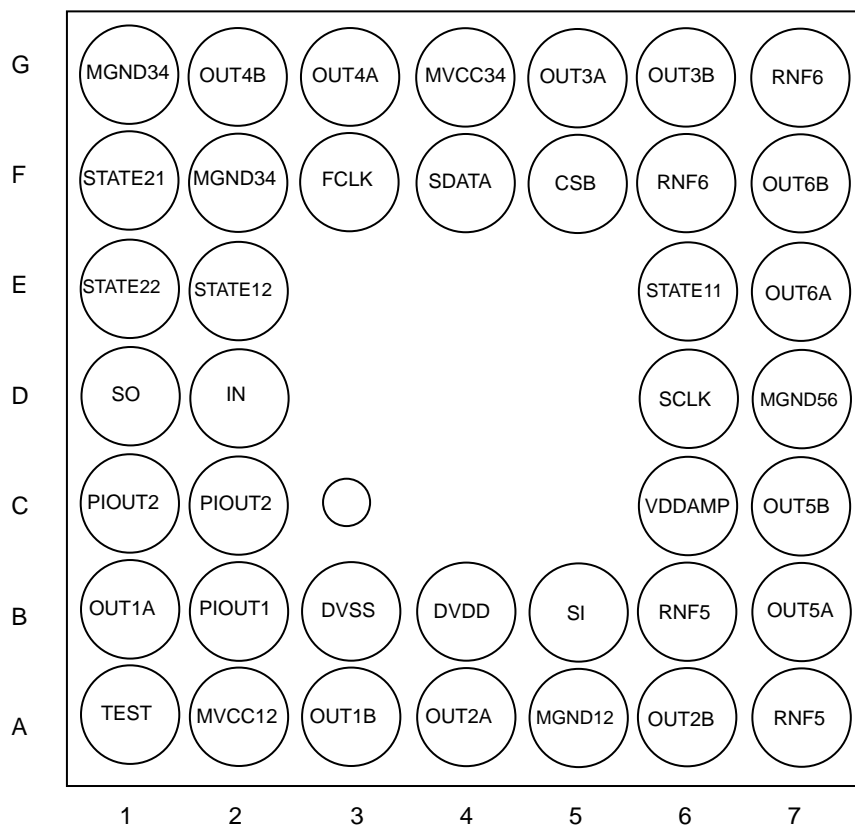 G MGND34 OUT4B OUT4A MVCC34 OUT3A OUT3B RNF6
F STATE21 MGND34 FCLK SDATA CSB RNF6 OUT6B
E STATE22 STATE12 STATE11 OUT6A
D SO IN SCLK MGND56
C PIOUT2 PIOUT2 VDDAMP OUT5B
B OUT1A PIOUT1 DVSS DVDD SI RNF5 OUT5A
A TEST MVCC12 OUT1B OUT2A MGND12 OUT2B RNF5
1 2 3 4 5 6 7